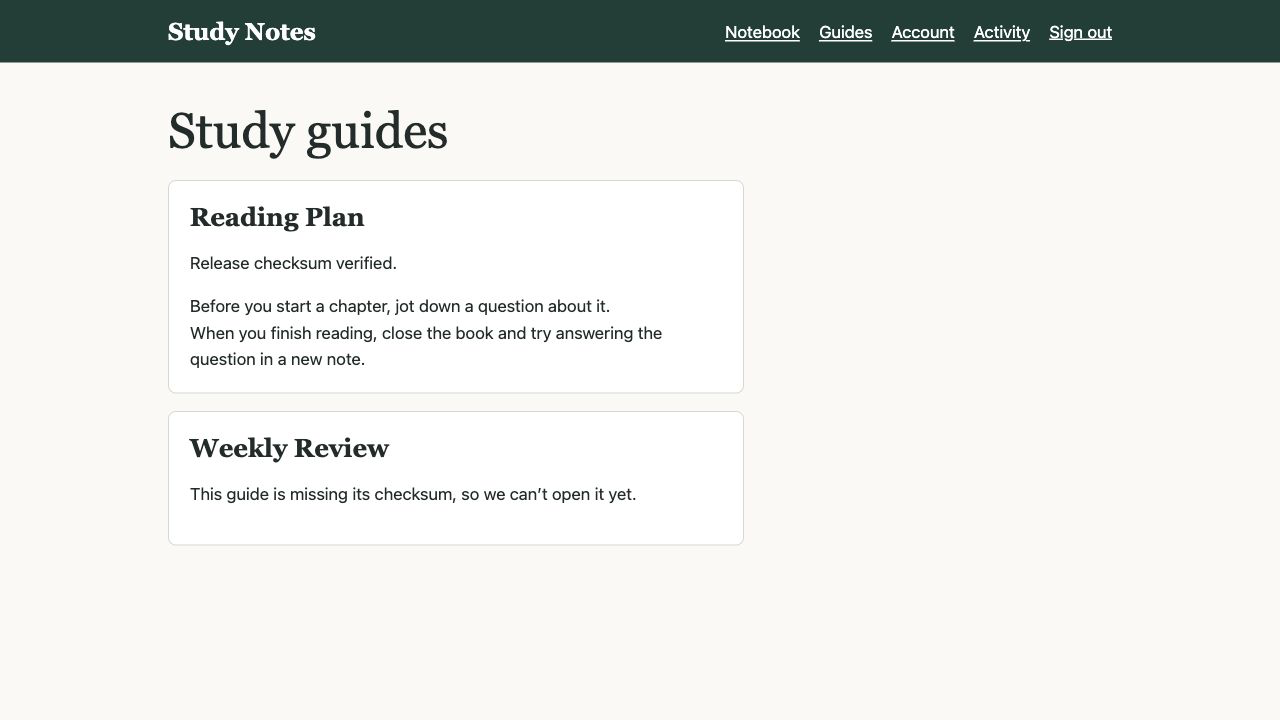 Study Notes
Notebook Guides Account Activity Sign out
Study guides
Reading Plan
Release checksum verified.
Before you start a chapter, jot down a question about it.
When you finish reading, close the book and try answering the
question in a new note.
Weekly Review
This guide is missing its checksum, so we can’t open it yet.